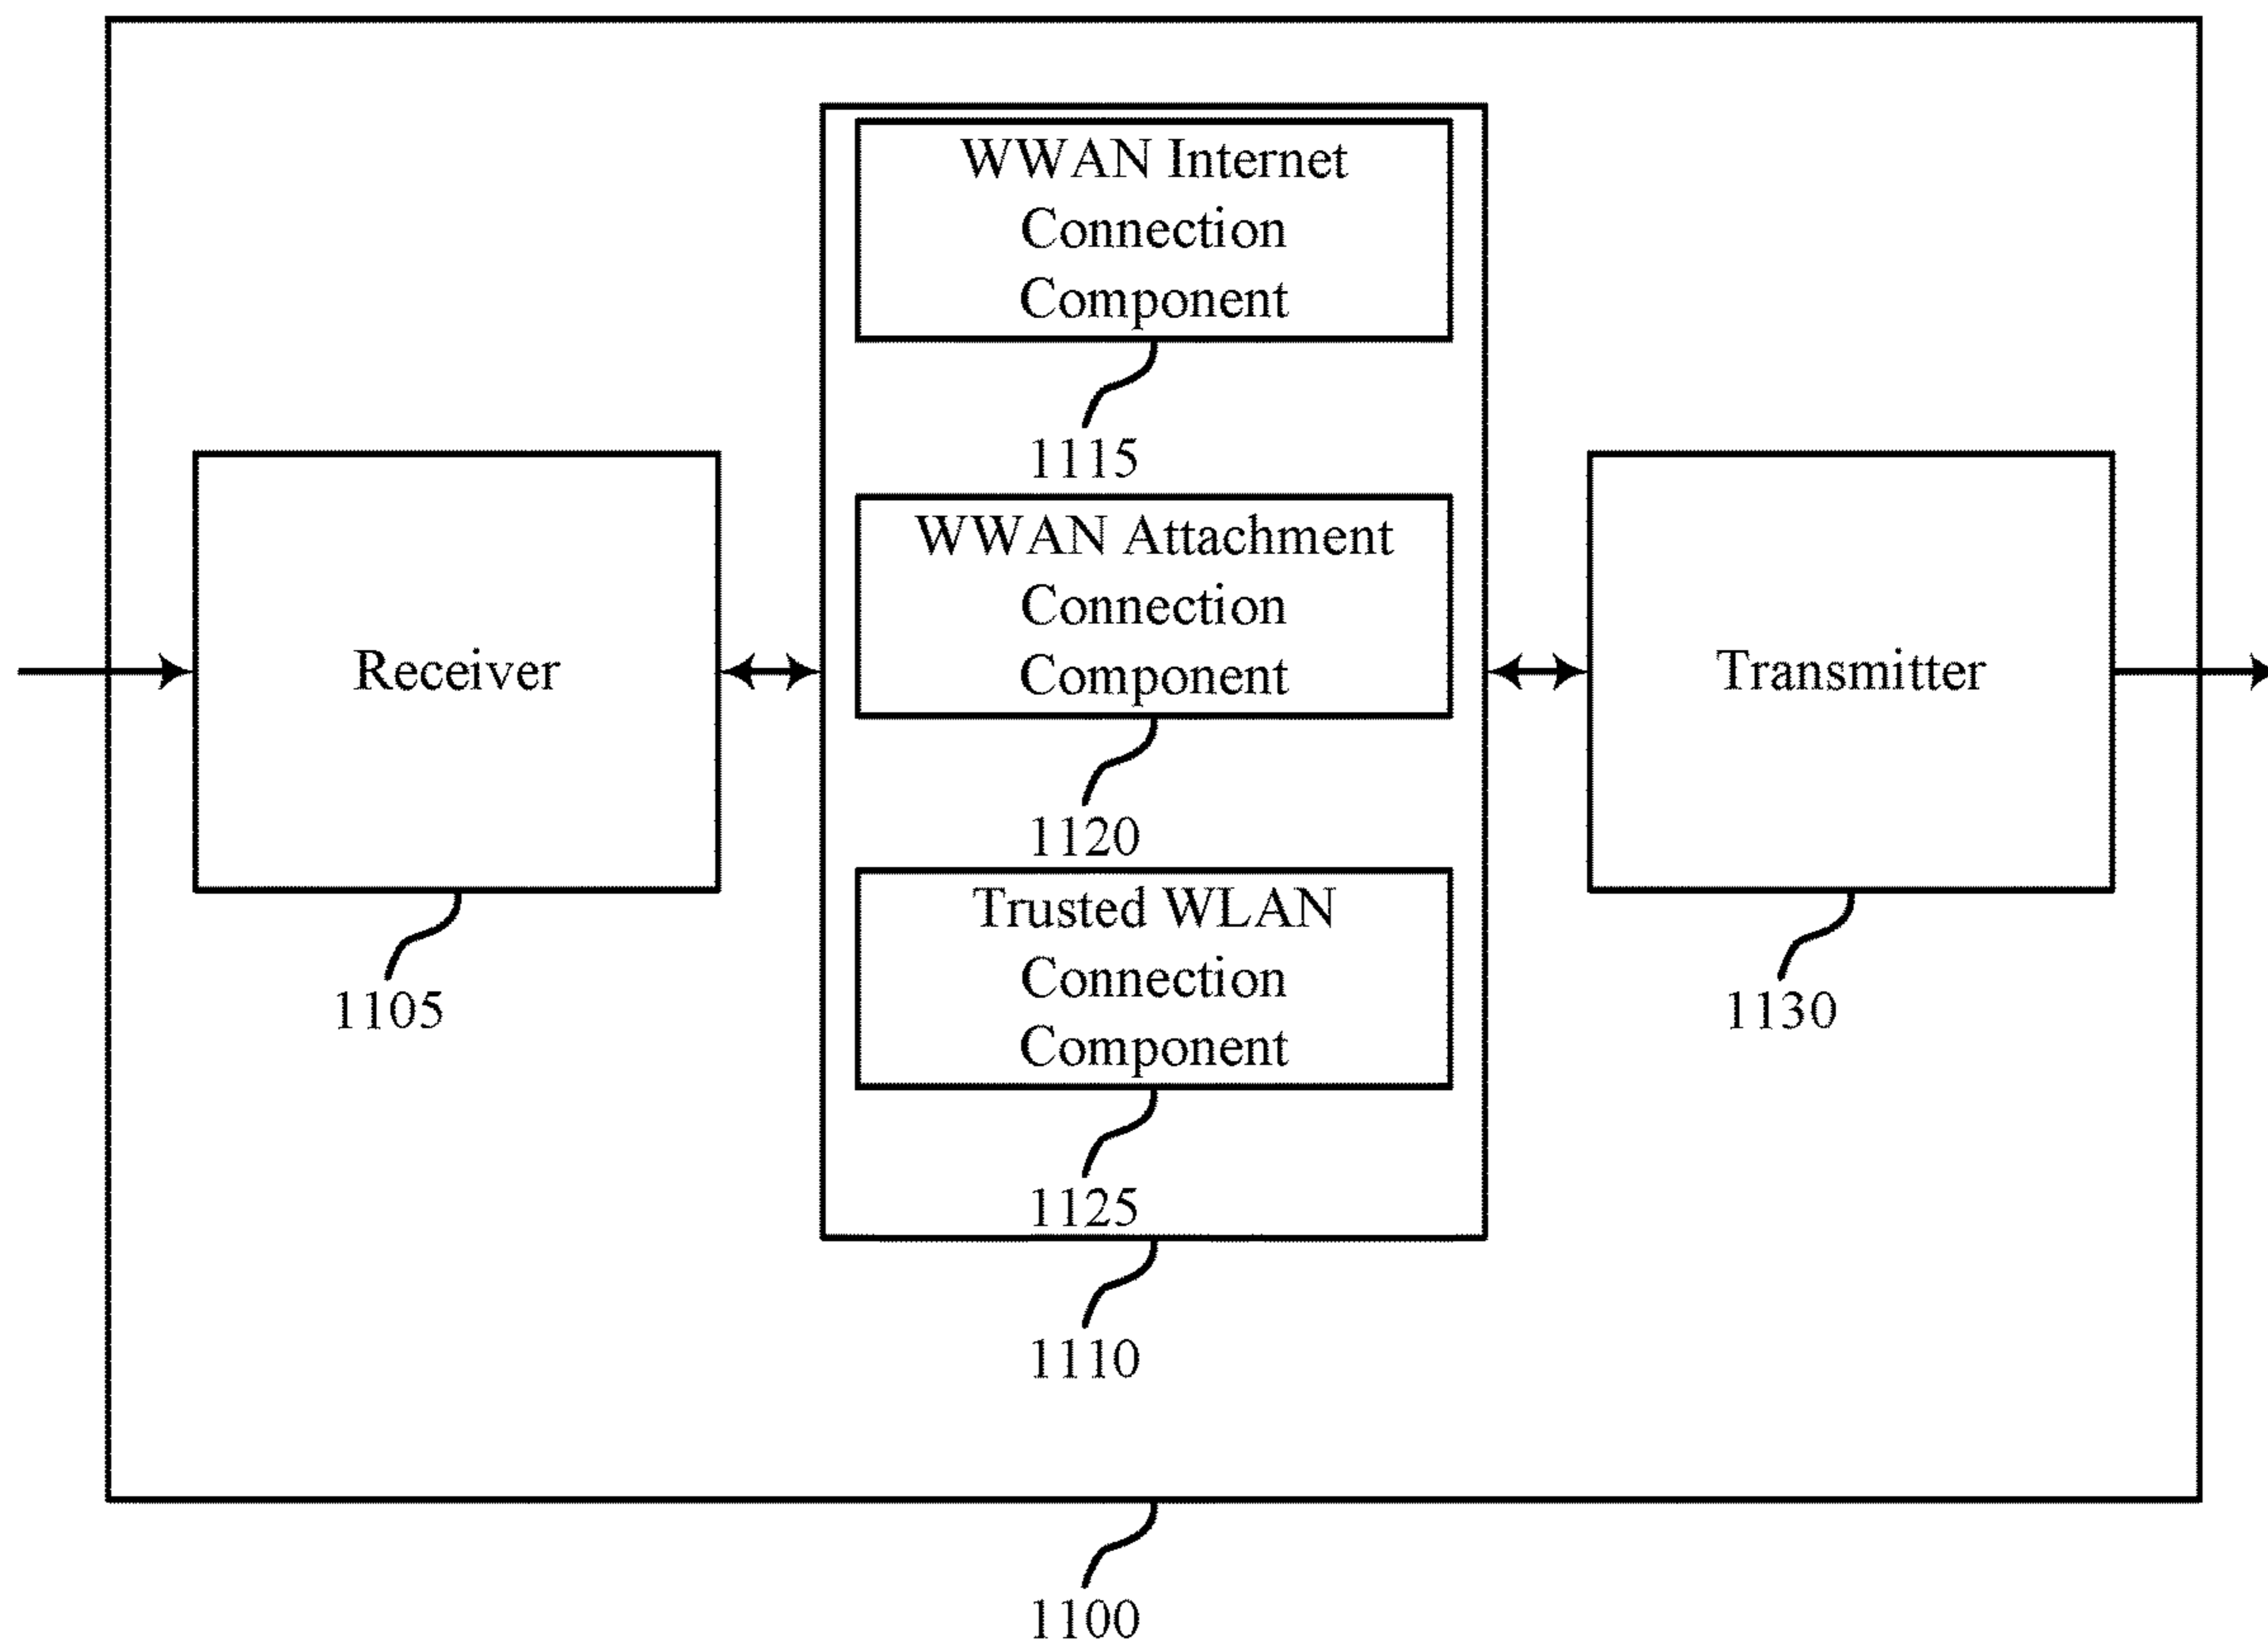 WWAN Internet
Connection
Component
1115
Receiver
1105
WWAN Attachment
Connection
Component
1120
Trusted WLAN
Connection
Component
1125
1110
Transmitter
1130
1100